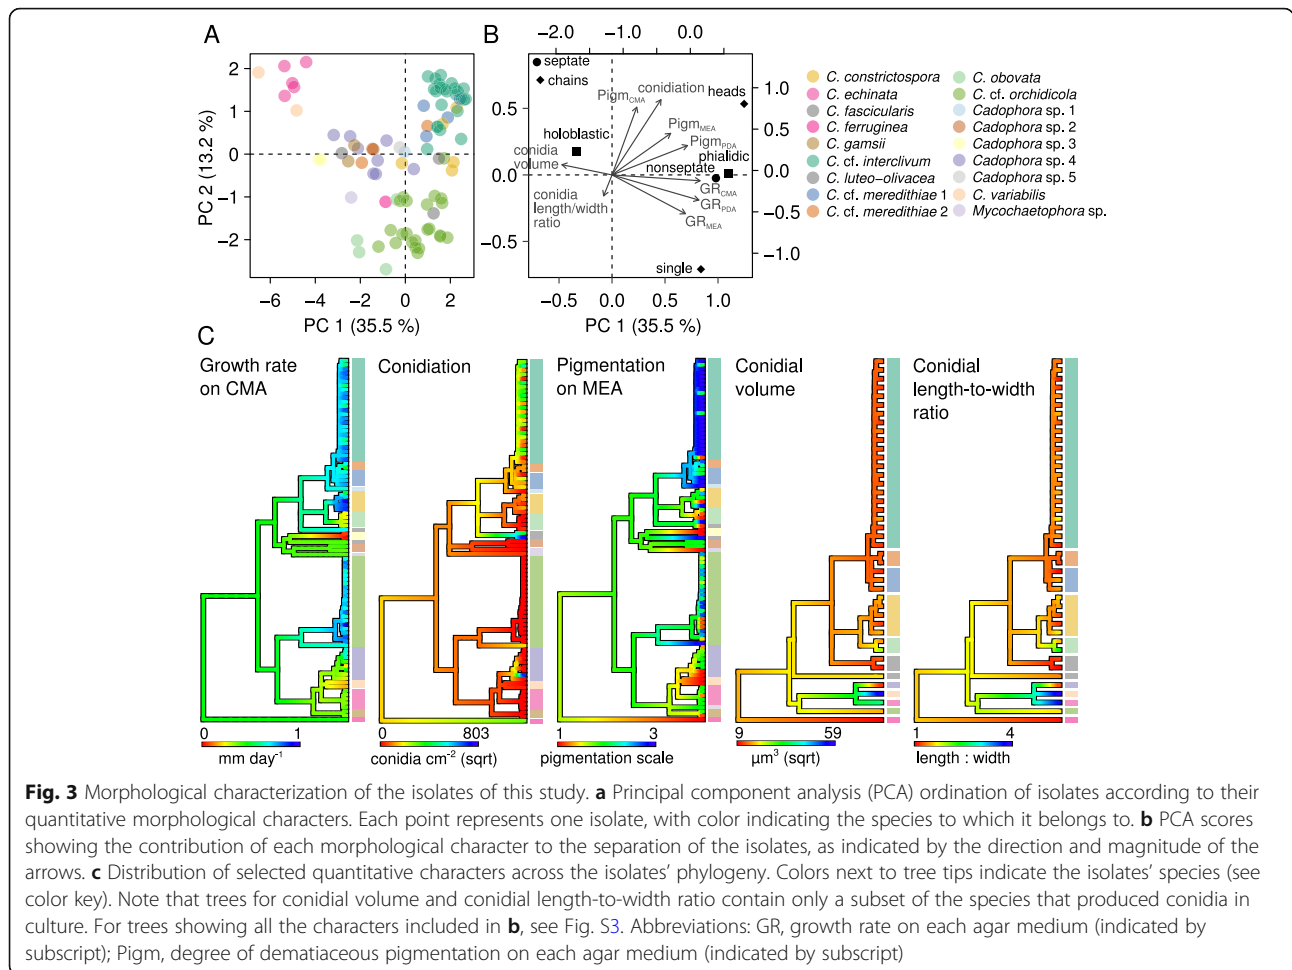 A
B
−2.0
−1.0
0.0
2
1
0
−1
−2
PC 2 (13.2 %)
−6
−4
−2
0
2
PC 1 (35.5 %)
0.5
0.0
−0.5
septate
chains
Pigm CMA
conidiation
heads
holoblastic
Pigm MEA
Pigm PDA
conidia
volume
phialidic
nonseptate
conidia
length/width
ratio
GR CMA
GR PDA
GR MEA
single
1.0
0.5
0.0
−0.5
−1.0
−0.5
0.0
0.5
1.0
PC 1 (35.5 %)
C. constrictospora
C. echinata
C. fascicularis
C. ferruginea
C. gamsii
C. cf. interclivum
C. luteo−olivacea
C. cf. meredithiae 1
C. cf. meredithiae 2
C. obovata
C. cf. orchidicola
Cadophora sp. 1
Cadophora sp. 2
Cadophora sp. 3
Cadophora sp. 4
Cadophora sp. 5
C. variabilis
Mycochaetophora sp.
C
Growth rate
on CMA
Conidiation
Pigmentation
on MEA
Conidial
volume
Conidial
length-to-width
ratio
0 1
mm day-1
0 803
conidia cm-2 (sqrt)
1 3
pigmentation scale
9 59
µm3 (sqrt)
1 4
length : width
Fig. 3 Morphological characterization of the isolates of this study. a Principal component analysis (PCA) ordination of isolates according to their
quantitative morphological characters. Each point represents one isolate, with color indicating the species to which it belongs to. b PCA scores
showing the contribution of each morphological character to the separation of the isolates, as indicated by the direction and magnitude of the
arrows. c Distribution of selected quantitative characters across the isolates' phylogeny. Colors next to tree tips indicate the isolates' species (see
color key). Note that trees for conidial volume and conidial length-to-width ratio contain only a subset of the species that produced conidia in
culture. For trees showing all the characters included in b, see Fig. S3. Abbreviations: GR, growth rate on each agar medium (indicated by
subscript); Pigm, degree of dematiaceous pigmentation on each agar medium (indicated by subscript)